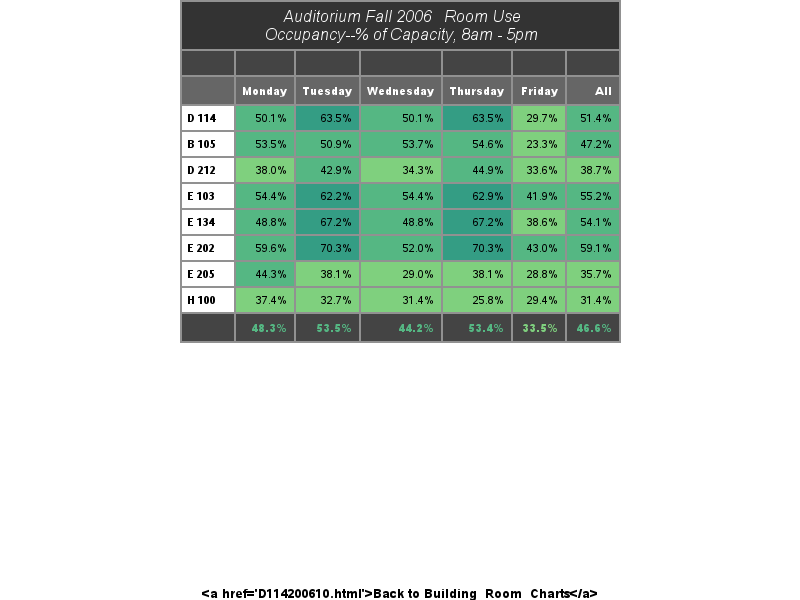 Auditorium Fall 2006 Room Use
Occupancy--% of Capacity, 8am - 5pm
Monday Tuesday Wednesday Thursday Friday All
D 114 50.1% 63.5% 50.1% 63.5% 29.7% 51.4%
B 105 53.5% 50.9% 53.7% 54.6% 23.3% 47.2%
D 212 38.0% 42.9% 34.3% 44.9% 33.6% 38.7%
E 103 54.4% 62.2% 54.4% 62.9% 41.9% 55.2%
E 134 48.8% 67.2% 48.8% 67.2% 38.6% 54.1%
E 202 59.6% 70.3% 52.0% 70.3% 43.0% 59.1%
E 205 44.3% 38.1% 29.0% 38.1% 28.8% 35.7%
H 100 37.4% 32.7% 31.4% 25.8% 29.4% 31.4%
48.3% 53.5% 44.2% 53.4% 33.5% 46.6%
<a href='D114200610.html'>Back to Building Room Charts</a>